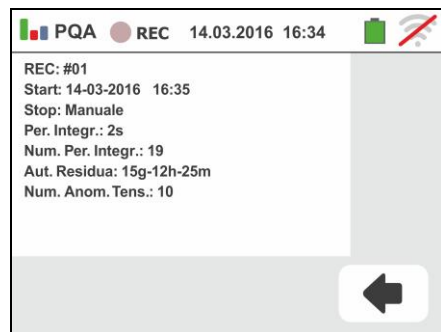 PQA REC 14.03.2016 16:34
REC: #01
Start: 14-03-2016 16:35
Stop: Manuale
Per. Integr.: 2s
Num. Per. Integr.: 19
Aut. Residua: 15g-12h-25m
Num. Anom. Tens.: 10